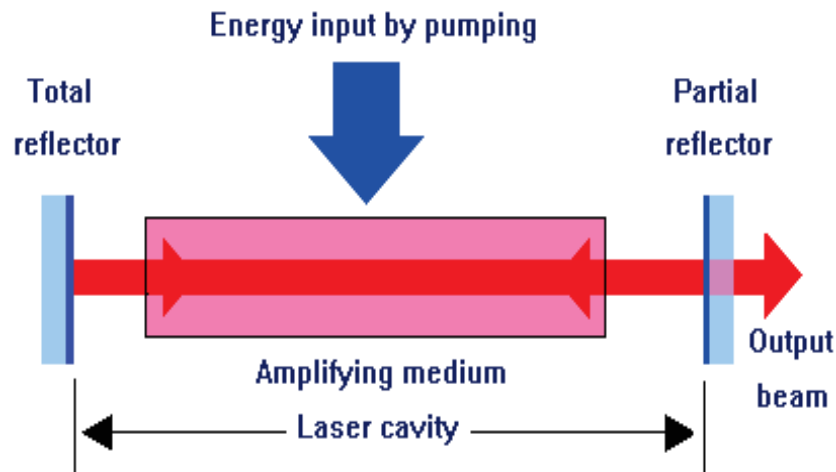 Energy input by pumping
Total
reflector
Partial
reflector
Amplifying medium
Output
beam
Laser cavity